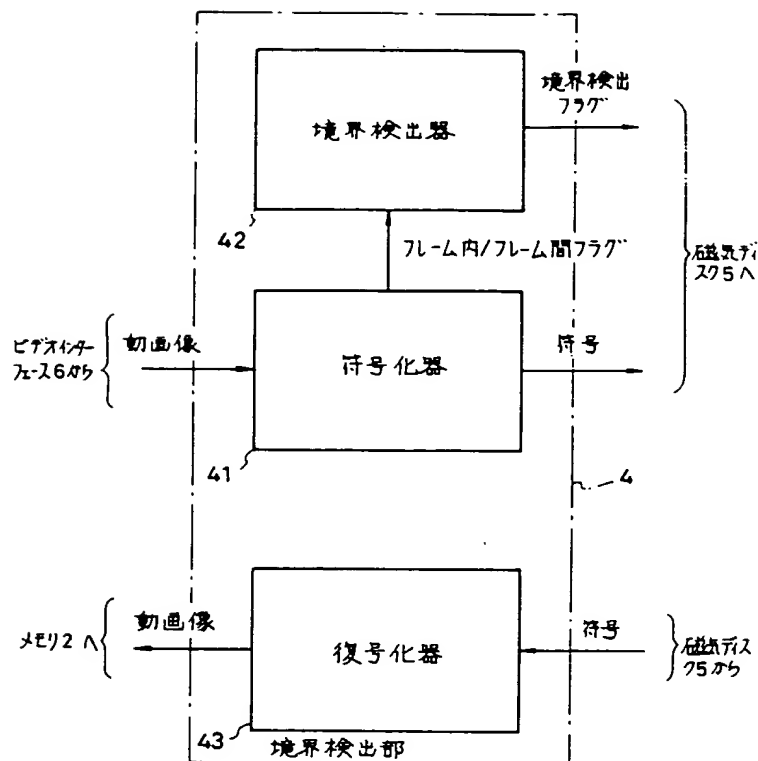 境界検出
フラグ
境界検出器
42
フレーム内/フレーム間フラグ
磁気ディ
スク5へ
ビデオインター
フェース6から
動画像
符号化器
符号
41
4
メモリ2へ
動画像
復号化器
符号
磁気ディス
ク5から
43
境界検出部